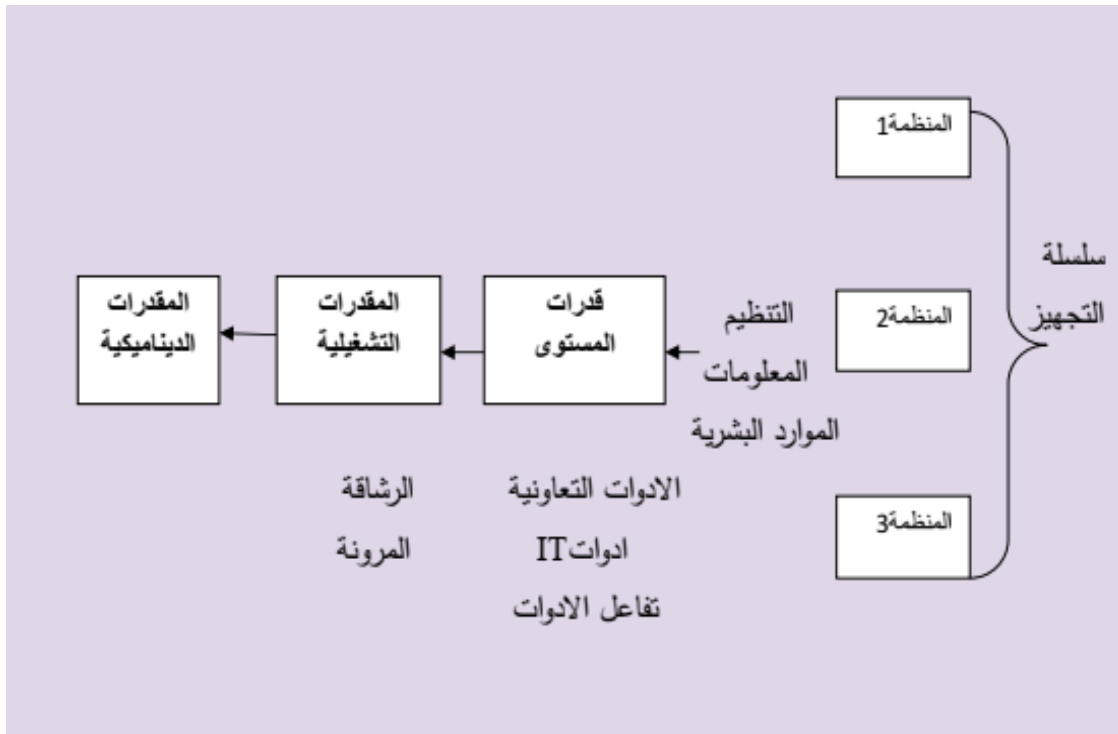 المنظمة1
سلسلة
التجهيز
المنظمة2
المنظمة3
التنظيم
المعلومات
الموارد البشرية
قدرات
المستوى
الادوات التعاونية
ادواتIT
تفاعل الادوات
المقدرات
التشغيلية
الرشاقة
المرونة
المقدرات
الديناميكية